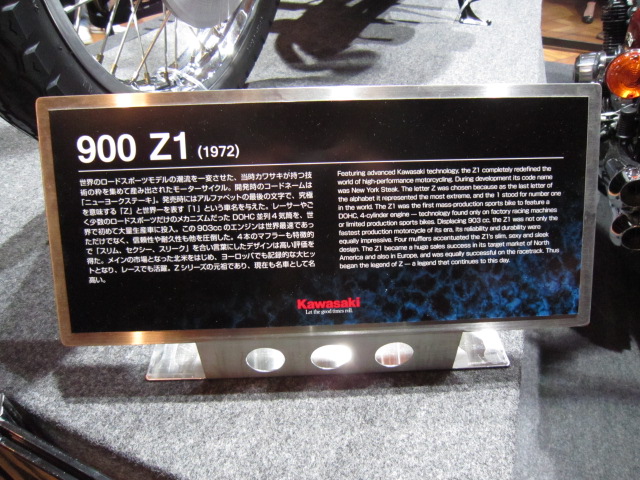 900 Z1 (1972)
世界のロードスポーツモデルの潮流を一変させた、当時カワサキが持つ技
術の粋を集めて産み出されたモーターサイクル。開発時のコードネームは
「ニューヨークステーキ」。発売時にはアルファベットの最後の文字で、究極
を意味する「Z」と世界一を表す「1」という車名を与えた。レーサーやご
く少数のロードスポーツだけのメカニズムだった DOHC 並列4気筒を、世
界で初めて大量生産車に投入。この903ccのエンジンは世界最速であっ
ただけでなく、信頼性や耐久性も他を圧倒した。4本のマフラーも特徴的
で「スリム、セクシー、スリーク」を合い言葉にしたデザインは高い評価を
得た。メインの市場となった北米をはじめ、ヨーロッパでも記録的な大ヒッ
トとなり、レースでも活躍。Zシリーズの元祖であり、現在も名車として名
高い。
Featuring advanced Kawasaki technology, the Z1 completely redefined the
world of high-performance motorcycling. During development its code name
was New York Steak. The letter Z was chosen because as the last letter of
the alphabet it represented the most extreme, and the 1 stood for number one
in the world. The Z1 was the first mass-production sports bike to feature a
DOHC, 4-cylinder engine — technology found only on factory racing machines
or limited production sports bikes. Displacing 903 cc, the Z1 was not only the
fastest production motorcycle of its era, its reliability and durability were
equally impressive. Four mufflers accentuated the Z1's slim, sexy and sleek
design. The Z1 became a huge sales success in its target market of North
America and also in Europe, and was equally successful on the racetrack. Thus
began the legend of Z — a legend that continues to this day.
Kawasaki
Let the good times roll.